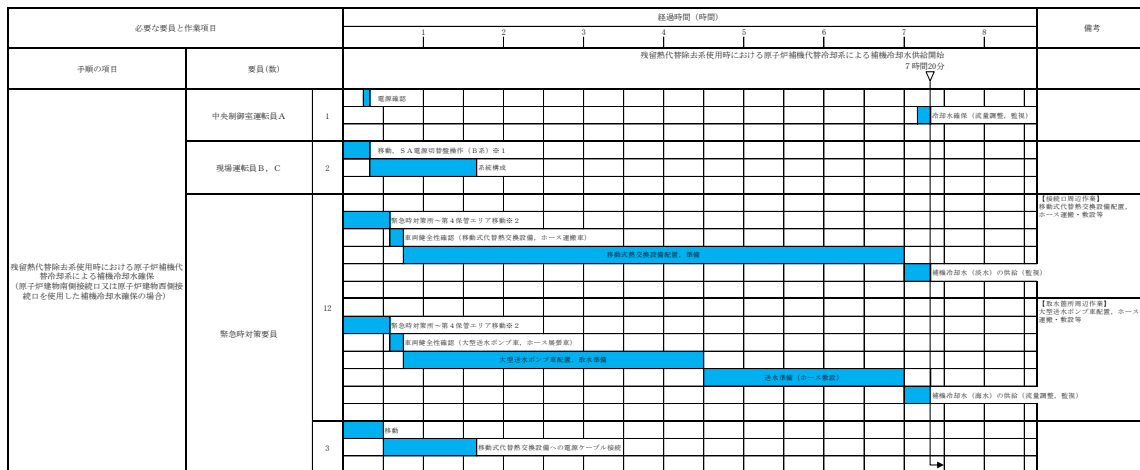 必要な要員と作業項目
経過時間(時間)
備考
1 2 3 4 5 6 7 8
手順の項目
要員(数)
残留熱代替除去系使用時における原子炉補機代替冷却系による補機冷却水供給開始
7時間20分
残留熱代替除去系使用時における原子炉補機代
替冷却系による補機冷却水確保
(原子炉建物南側接続口又は原子炉建物西側接
続口を使用した補機冷却水確保の場合)
中央制御室運転員A
1
電源確認
冷却水確保(流量調整,監視)
現場運転員B,C
2
移動,SA電源切替盤操作(B系)※1
系統構成
緊急時対策要員
12
緊急時対策所~第4保管エリア移動※2
車両健全性確認(移動式代替熱交換設備,ホース運搬車)
移動式熱交換設備配置,準備
補機冷却水(淡水)の供給(監視)
【接続口周辺作業】
移動式代替熱交換設備配置,
ホース運搬・敷設等
緊急時対策所~第4保管エリア移動※2
車両健全性確認(大型送水ポンプ車,ホース展張車)
大型送水ポンプ車配置,取水準備
送水準備(ホース敷設)
補機冷却水(海水)の供給(流量調整,監視)
【取水箇所周辺作業】
大型送水ポンプ車配置,ホース
運搬・敷設等
3
移動
移動式代替熱交換設備への電源ケーブル接続